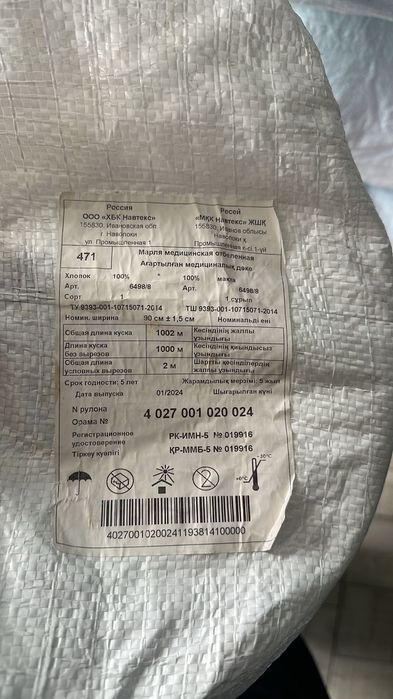 Россия
ООО «ХБК Навтекс»
155830, Ивановская обл.
г. Наволоки
ул. Промышленная 1
Ресей
«МҚК Навтекс» ЖШҚ
155830, Иванов облысы
Наволоки қ.
Промышленная к-сі 1-үй
471
Марля медицинская отбеленная
Ағартылған медициналық дәке
Хлопок 100% * 100% мақта
Арт. 6498/8 Арт. 6498/8
Сорт 1 1 сурып
ТУ 9393-001-10715071-2014 ТШ 9393-001-10715071-2014
Номин. ширина 90 см ± 1,5 см Номинальді ені
Общая длина куска 1002 м Кесіндінің жалпы ұзындығы
Длина куска без вырезов 1000 м Кесіндінің қиындысыз ұзындығы
Общая длина условных вырезов 2 м Шартты кесінділердің жалпы ұзындығы
Срок годности: 5 лет Жарамдылық мерзімі: 5 жыл
Дата выпуска 01/2024 Шығарылған күні
N рулона 4 027 001 020 024
Орама №
Регистрационное удостоверение РК-ИМН-5 № 019916
Тіркеу куәлігі ҚР-ММБ-5 № 019916
40270010200241193814100000